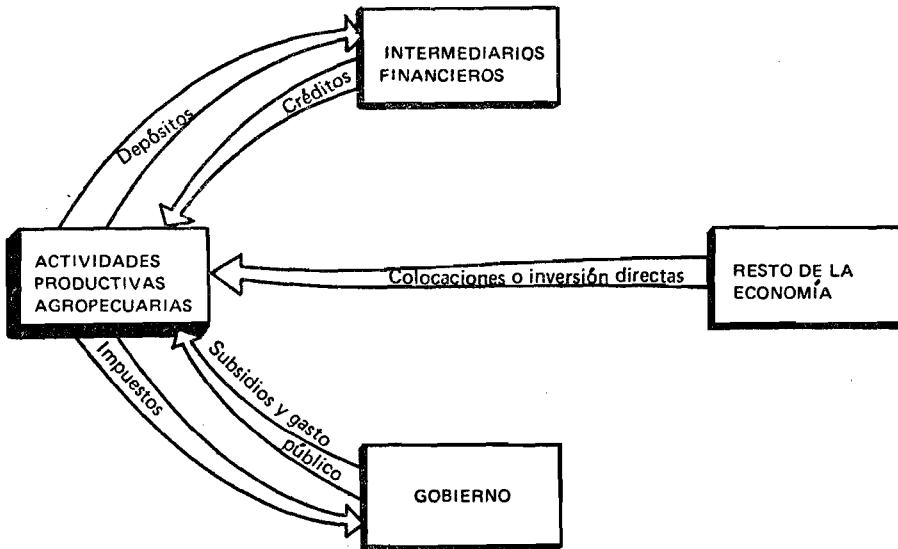 INTERMEDIARIOS
FINANCIEROS
Créditos
Depósitos
ACTIVIDADES
PRODUCTIVAS
AGROPECUARIAS
Colocaciones o inversión directas
RESTO DE LA
ECONOMÍA
Impuestos
Subsidios y gasto
público
GOBIERNO